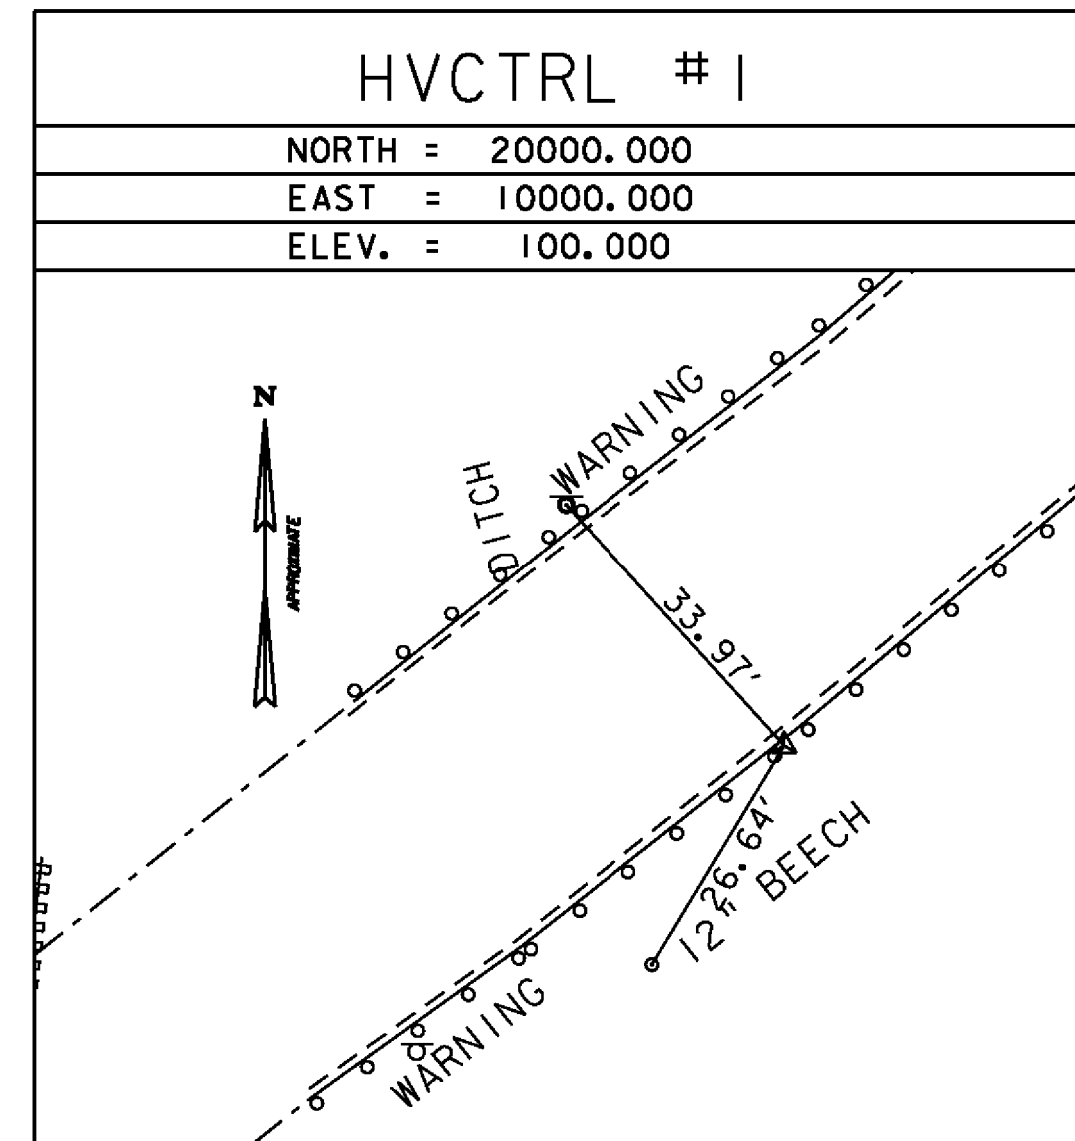 HVCTRL #1
NORTH = 20000.000
EAST = 10000.000
ELEV. = 100.000
N
APPROXIMATE
WARNING
DITCH
33.97'
26.64'
12" BEECH
WARNING